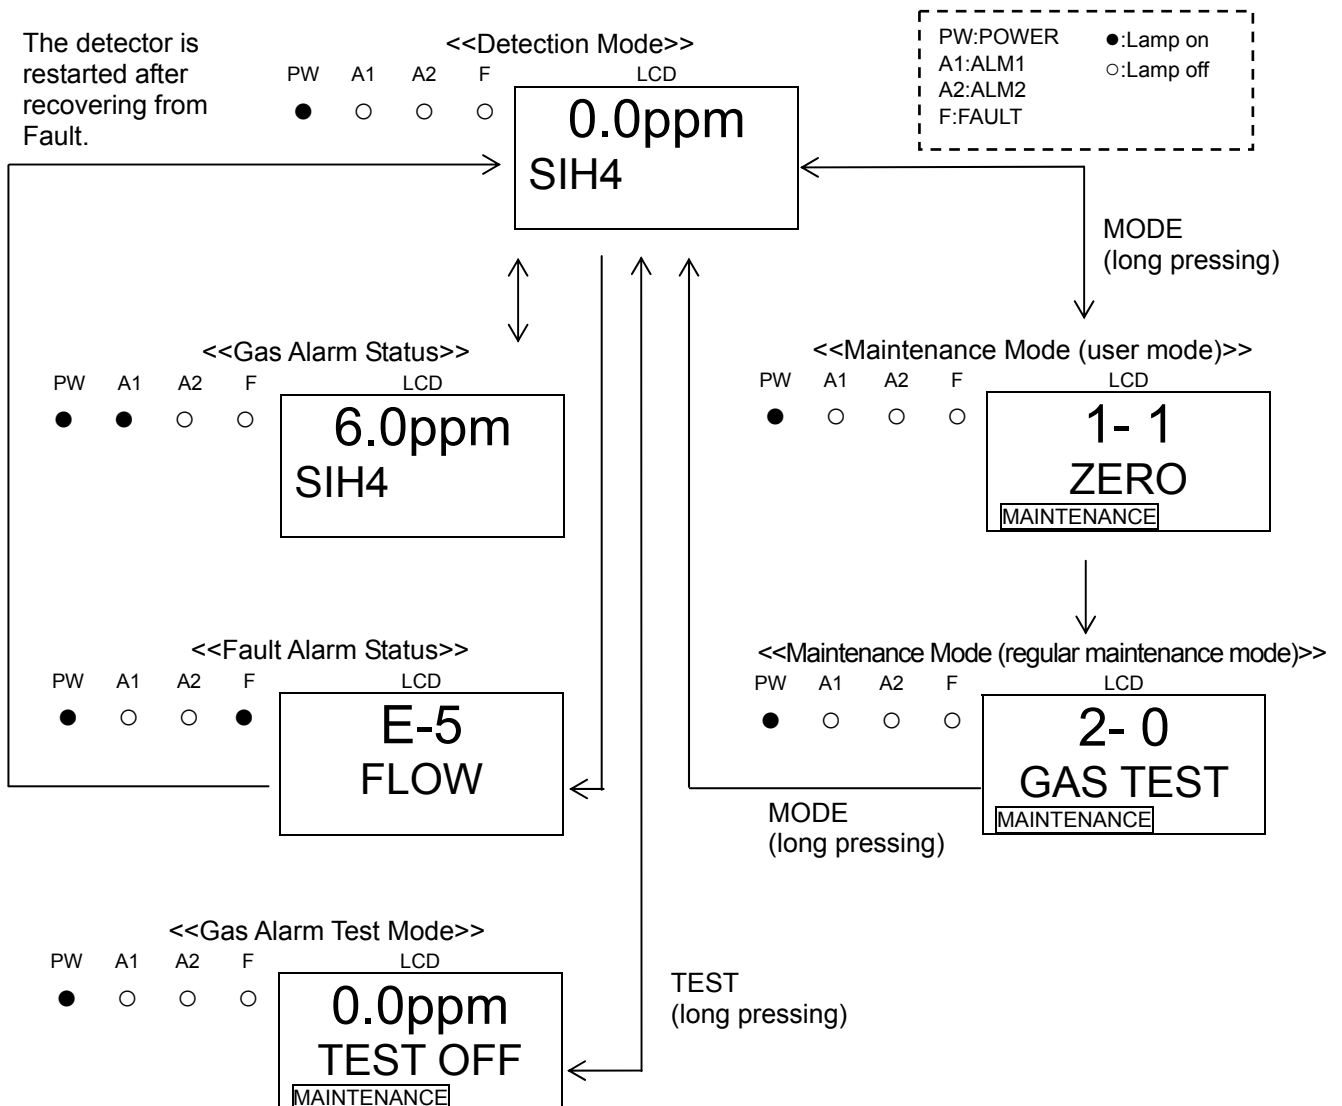 The detector is
restarted after
recovering from
Fault.
<<Detection Mode>>
PW A1 A2 F LCD
● ○ ○ ○
0.0ppm
SIH4
PW:POWER ●:Lamp on
A1:ALM1 ○:Lamp off
A2:ALM2
F:FAULT
MODE
(long pressing)
<<Gas Alarm Status>>
PW A1 A2 F LCD
● ● ○ ○
6.0ppm
SIH4
<<Maintenance Mode (user mode)>>
PW A1 A2 F LCD
● ○ ○ ○
1- 1
ZERO
MAINTENANCE
<<Fault Alarm Status>>
PW A1 A2 F LCD
● ○ ○ ●
E-5
FLOW
<<Maintenance Mode (regular maintenance mode)>>
PW A1 A2 F LCD
● ○ ○ ○
2- 0
GAS TEST
MAINTENANCE
MODE
(long pressing)
<<Gas Alarm Test Mode>>
PW A1 A2 F LCD
● ○ ○ ○
0.0ppm
TEST OFF
MAINTENANCE
TEST
(long pressing)